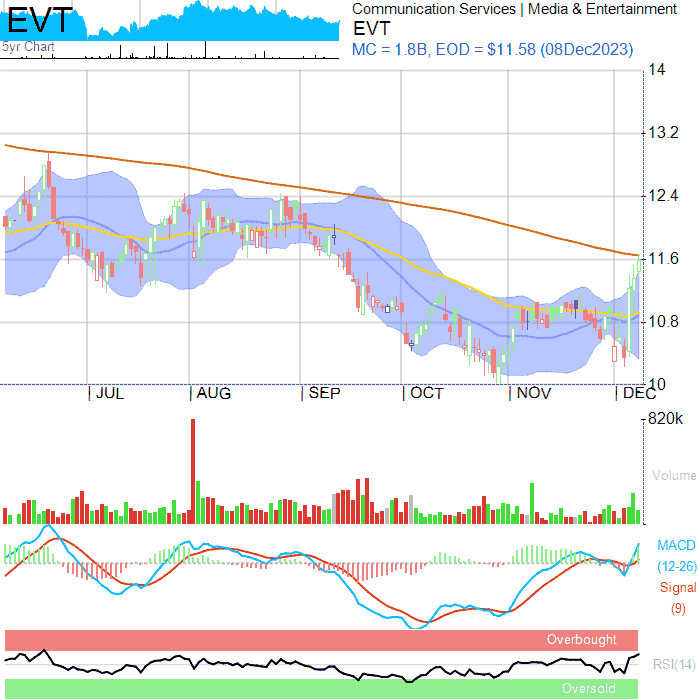 EVT
5yr Chart
Communication Services | Media & Entertainment
EVT
MC = 1.8B, EOD = $11.58 (08Dec2023)
14
13.2
12.4
11.6
10.8
10
JUL AUG SEP OCT NOV DEC
820k
Volume
MACD
(12-26)
Signal
(9)
Overbought
RSI(14)
Oversold